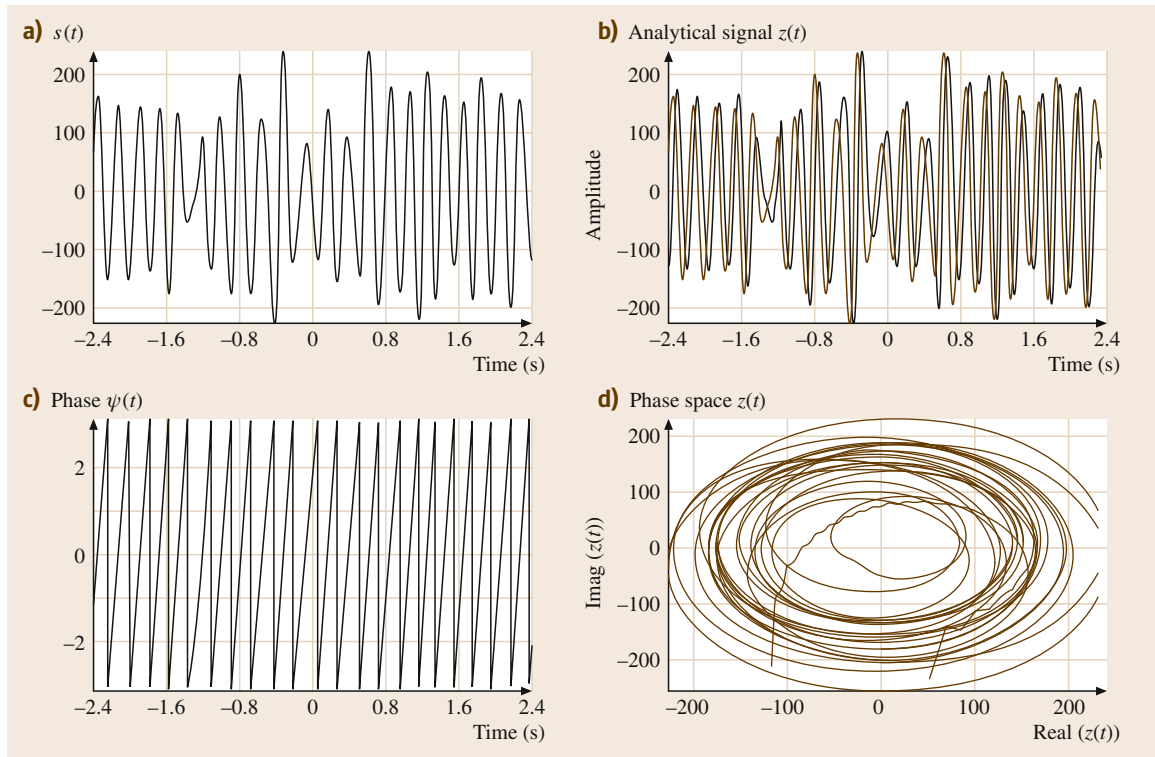 a) s(t)
200
100
0
−100
−200
−2.4 −1.6 −0.8 0 0.8 1.6 2.4
Time (s)
b) Analytical signal z(t)
Amplitude
200
100
0
−100
−200
−2.4 −1.6 −0.8 0 0.8 1.6 2.4
Time (s)
c) Phase ψ(t)
2
0
−2
−2.4 −1.6 −0.8 0 0.8 1.6 2.4
Time (s)
d) Phase space z(t)
Imag (z(t))
200
100
0
−100
−200
−200 −100 0 100 200
Real (z(t))